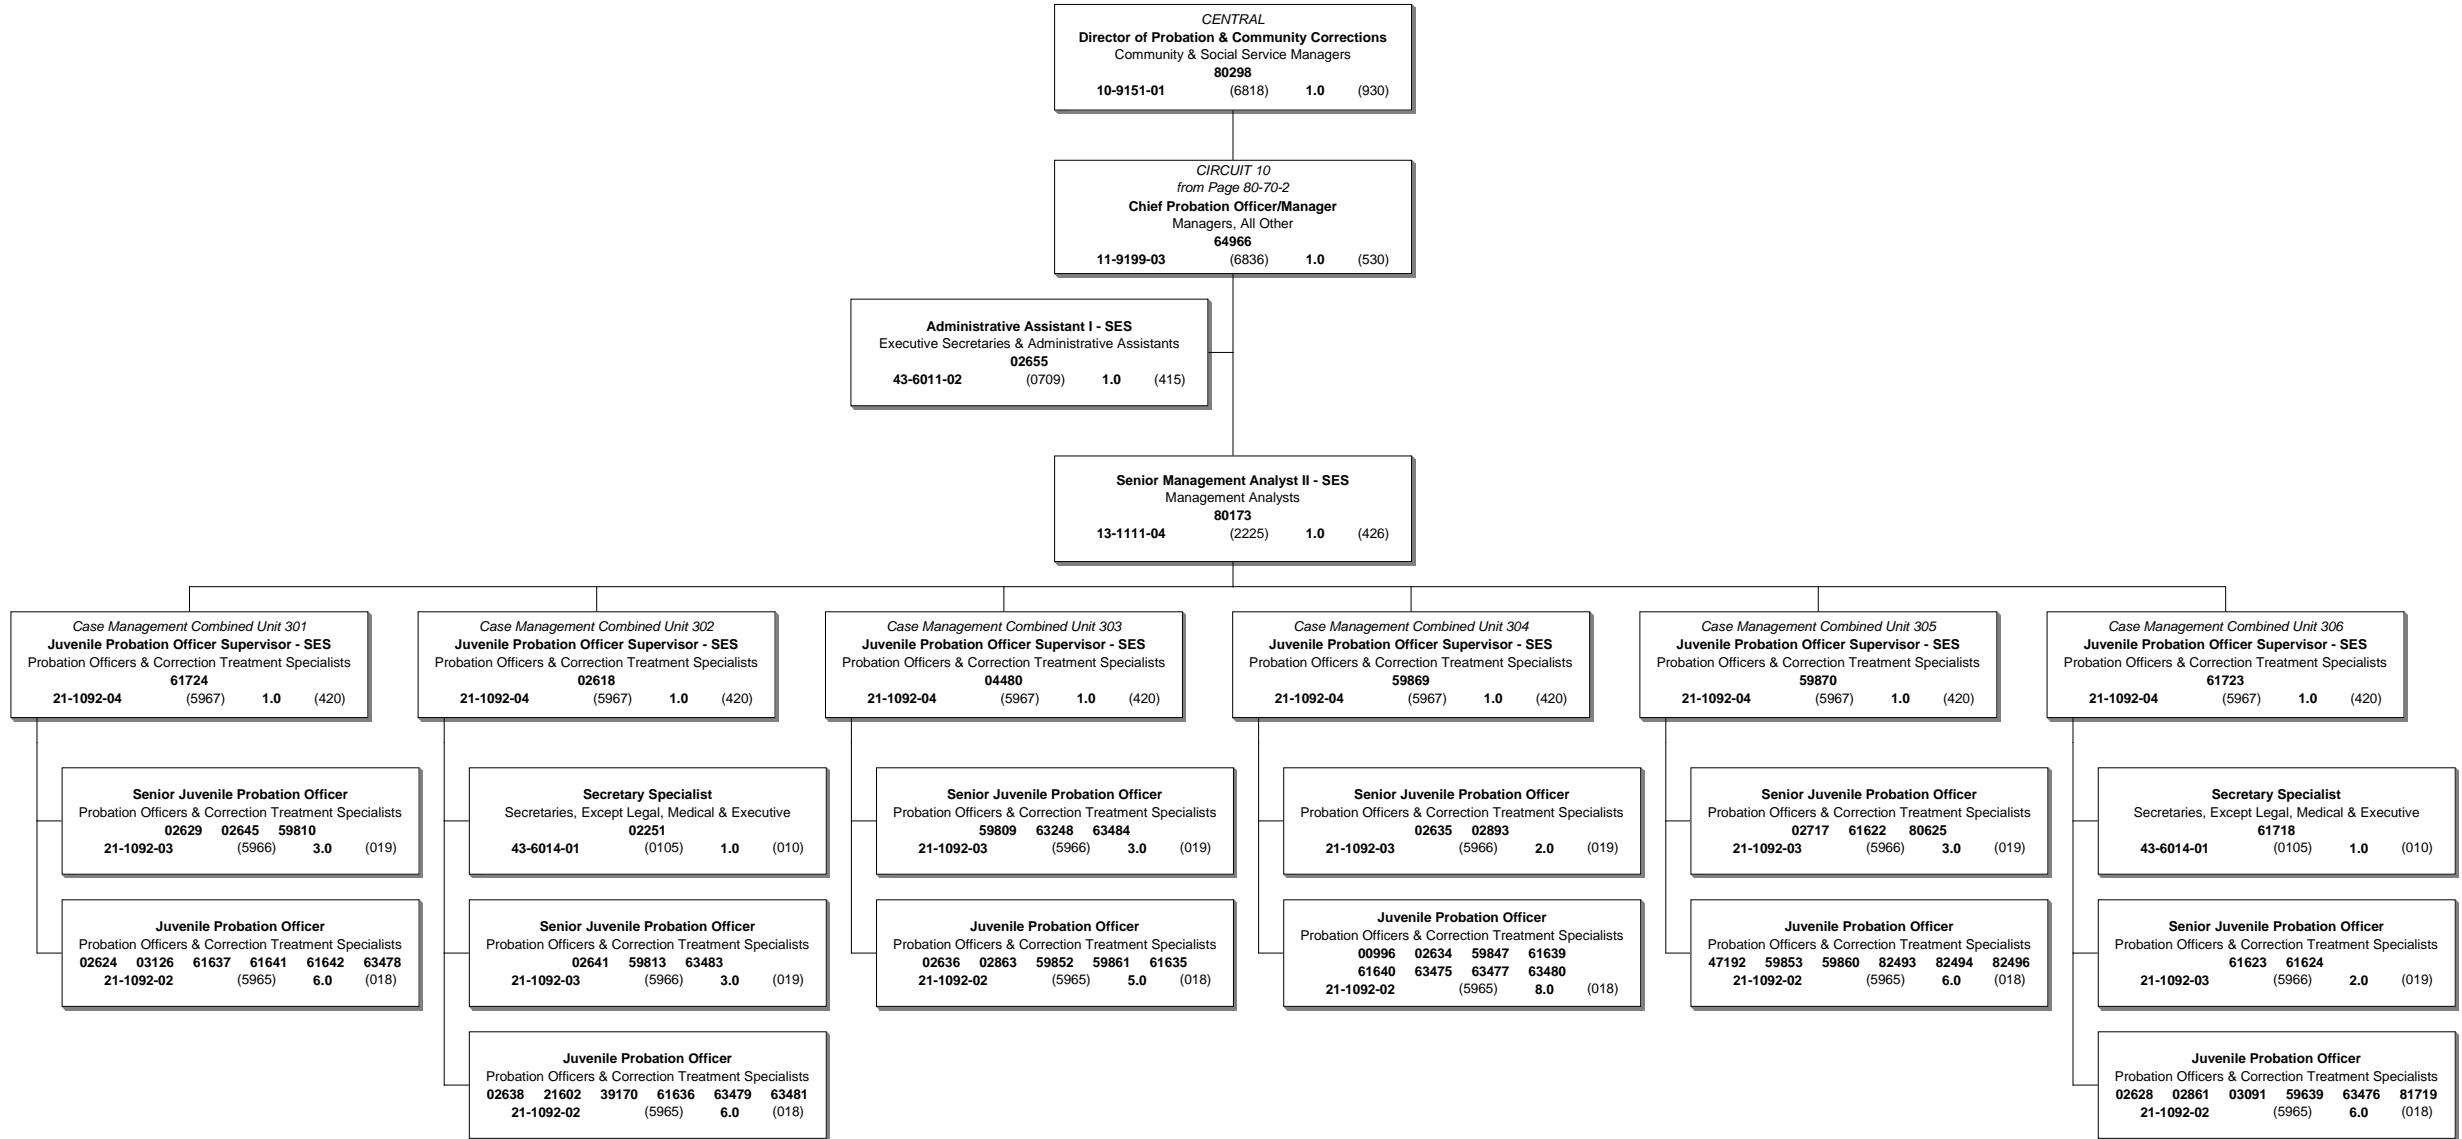 CENTRAL
Director of Probation & Community Corrections
Community & Social Service Managers
80298
10-9151-01 (6818) 1.0 (930)
CIRCUIT 10
from Page 80-70-2
Chief Probation Officer/Manager
Managers, All Other
64966
11-9199-03 (6836) 1.0 (530)
Administrative Assistant I - SES
Executive Secretaries & Administrative Assistants
02655
43-6011-02 (0709) 1.0 (415)
Senior Management Analyst II - SES
Management Analysts
80173
13-1111-04 (2225) 1.0 (426)
Case Management Combined Unit 301
Juvenile Probation Officer Supervisor - SES
Probation Officers & Correction Treatment Specialists
61724
21-1092-04 (5967) 1.0 (420)
Senior Juvenile Probation Officer
Probation Officers & Correction Treatment Specialists
02629 02645 59810
21-1092-03 (5966) 3.0 (019)
Juvenile Probation Officer
Probation Officers & Correction Treatment Specialists
02624 03126 61637 61641 61642 63478
21-1092-02 (5965) 6.0 (018)
Case Management Combined Unit 302
Juvenile Probation Officer Supervisor - SES
Probation Officers & Correction Treatment Specialists
02618
21-1092-04 (5967) 1.0 (420)
Secretary Specialist
Secretaries, Except Legal, Medical & Executive
02251
43-6014-01 (0105) 1.0 (010)
Senior Juvenile Probation Officer
Probation Officers & Correction Treatment Specialists
02641 59813 63483
21-1092-03 (5966) 3.0 (019)
Juvenile Probation Officer
Probation Officers & Correction Treatment Specialists
02638 21602 39170 61636 63479 63481
21-1092-02 (5965) 6.0 (018)
Case Management Combined Unit 303
Juvenile Probation Officer Supervisor - SES
Probation Officers & Correction Treatment Specialists
04480
21-1092-04 (5967) 1.0 (420)
Senior Juvenile Probation Officer
Probation Officers & Correction Treatment Specialists
59809 63248 63484
21-1092-03 (5966) 3.0 (019)
Juvenile Probation Officer
Probation Officers & Correction Treatment Specialists
02636 02863 59852 59861 61635
21-1092-02 (5965) 5.0 (018)
Case Management Combined Unit 304
Juvenile Probation Officer Supervisor - SES
Probation Officers & Correction Treatment Specialists
59869
21-1092-04 (5967) 1.0 (420)
Senior Juvenile Probation Officer
Probation Officers & Correction Treatment Specialists
02635 02893
21-1092-03 (5966) 2.0 (019)
Juvenile Probation Officer
Probation Officers & Correction Treatment Specialists
00996 02634 59847 61639
61640 63475 63477 63480
21-1092-02 (5965) 8.0 (018)
Case Management Combined Unit 305
Juvenile Probation Officer Supervisor - SES
Probation Officers & Correction Treatment Specialists
59870
21-1092-04 (5967) 1.0 (420)
Senior Juvenile Probation Officer
Probation Officers & Correction Treatment Specialists
02717 61622 80625
21-1092-03 (5966) 3.0 (019)
Juvenile Probation Officer
Probation Officers & Correction Treatment Specialists
47192 59853 59860 82493 82494 82496
21-1092-02 (5965) 6.0 (018)
Case Management Combined Unit 306
Juvenile Probation Officer Supervisor - SES
Probation Officers & Correction Treatment Specialists
61723
21-1092-04 (5967) 1.0 (420)
Secretary Specialist
Secretaries, Except Legal, Medical & Executive
61718
43-6014-01 (0105) 1.0 (010)
Senior Juvenile Probation Officer
Probation Officers & Correction Treatment Specialists
61623 61624
21-1092-03 (5966) 2.0 (019)
Juvenile Probation Officer
Probation Officers & Correction Treatment Specialists
02628 02861 03091 59639 63476 81719
21-1092-02 (5965) 6.0 (018)